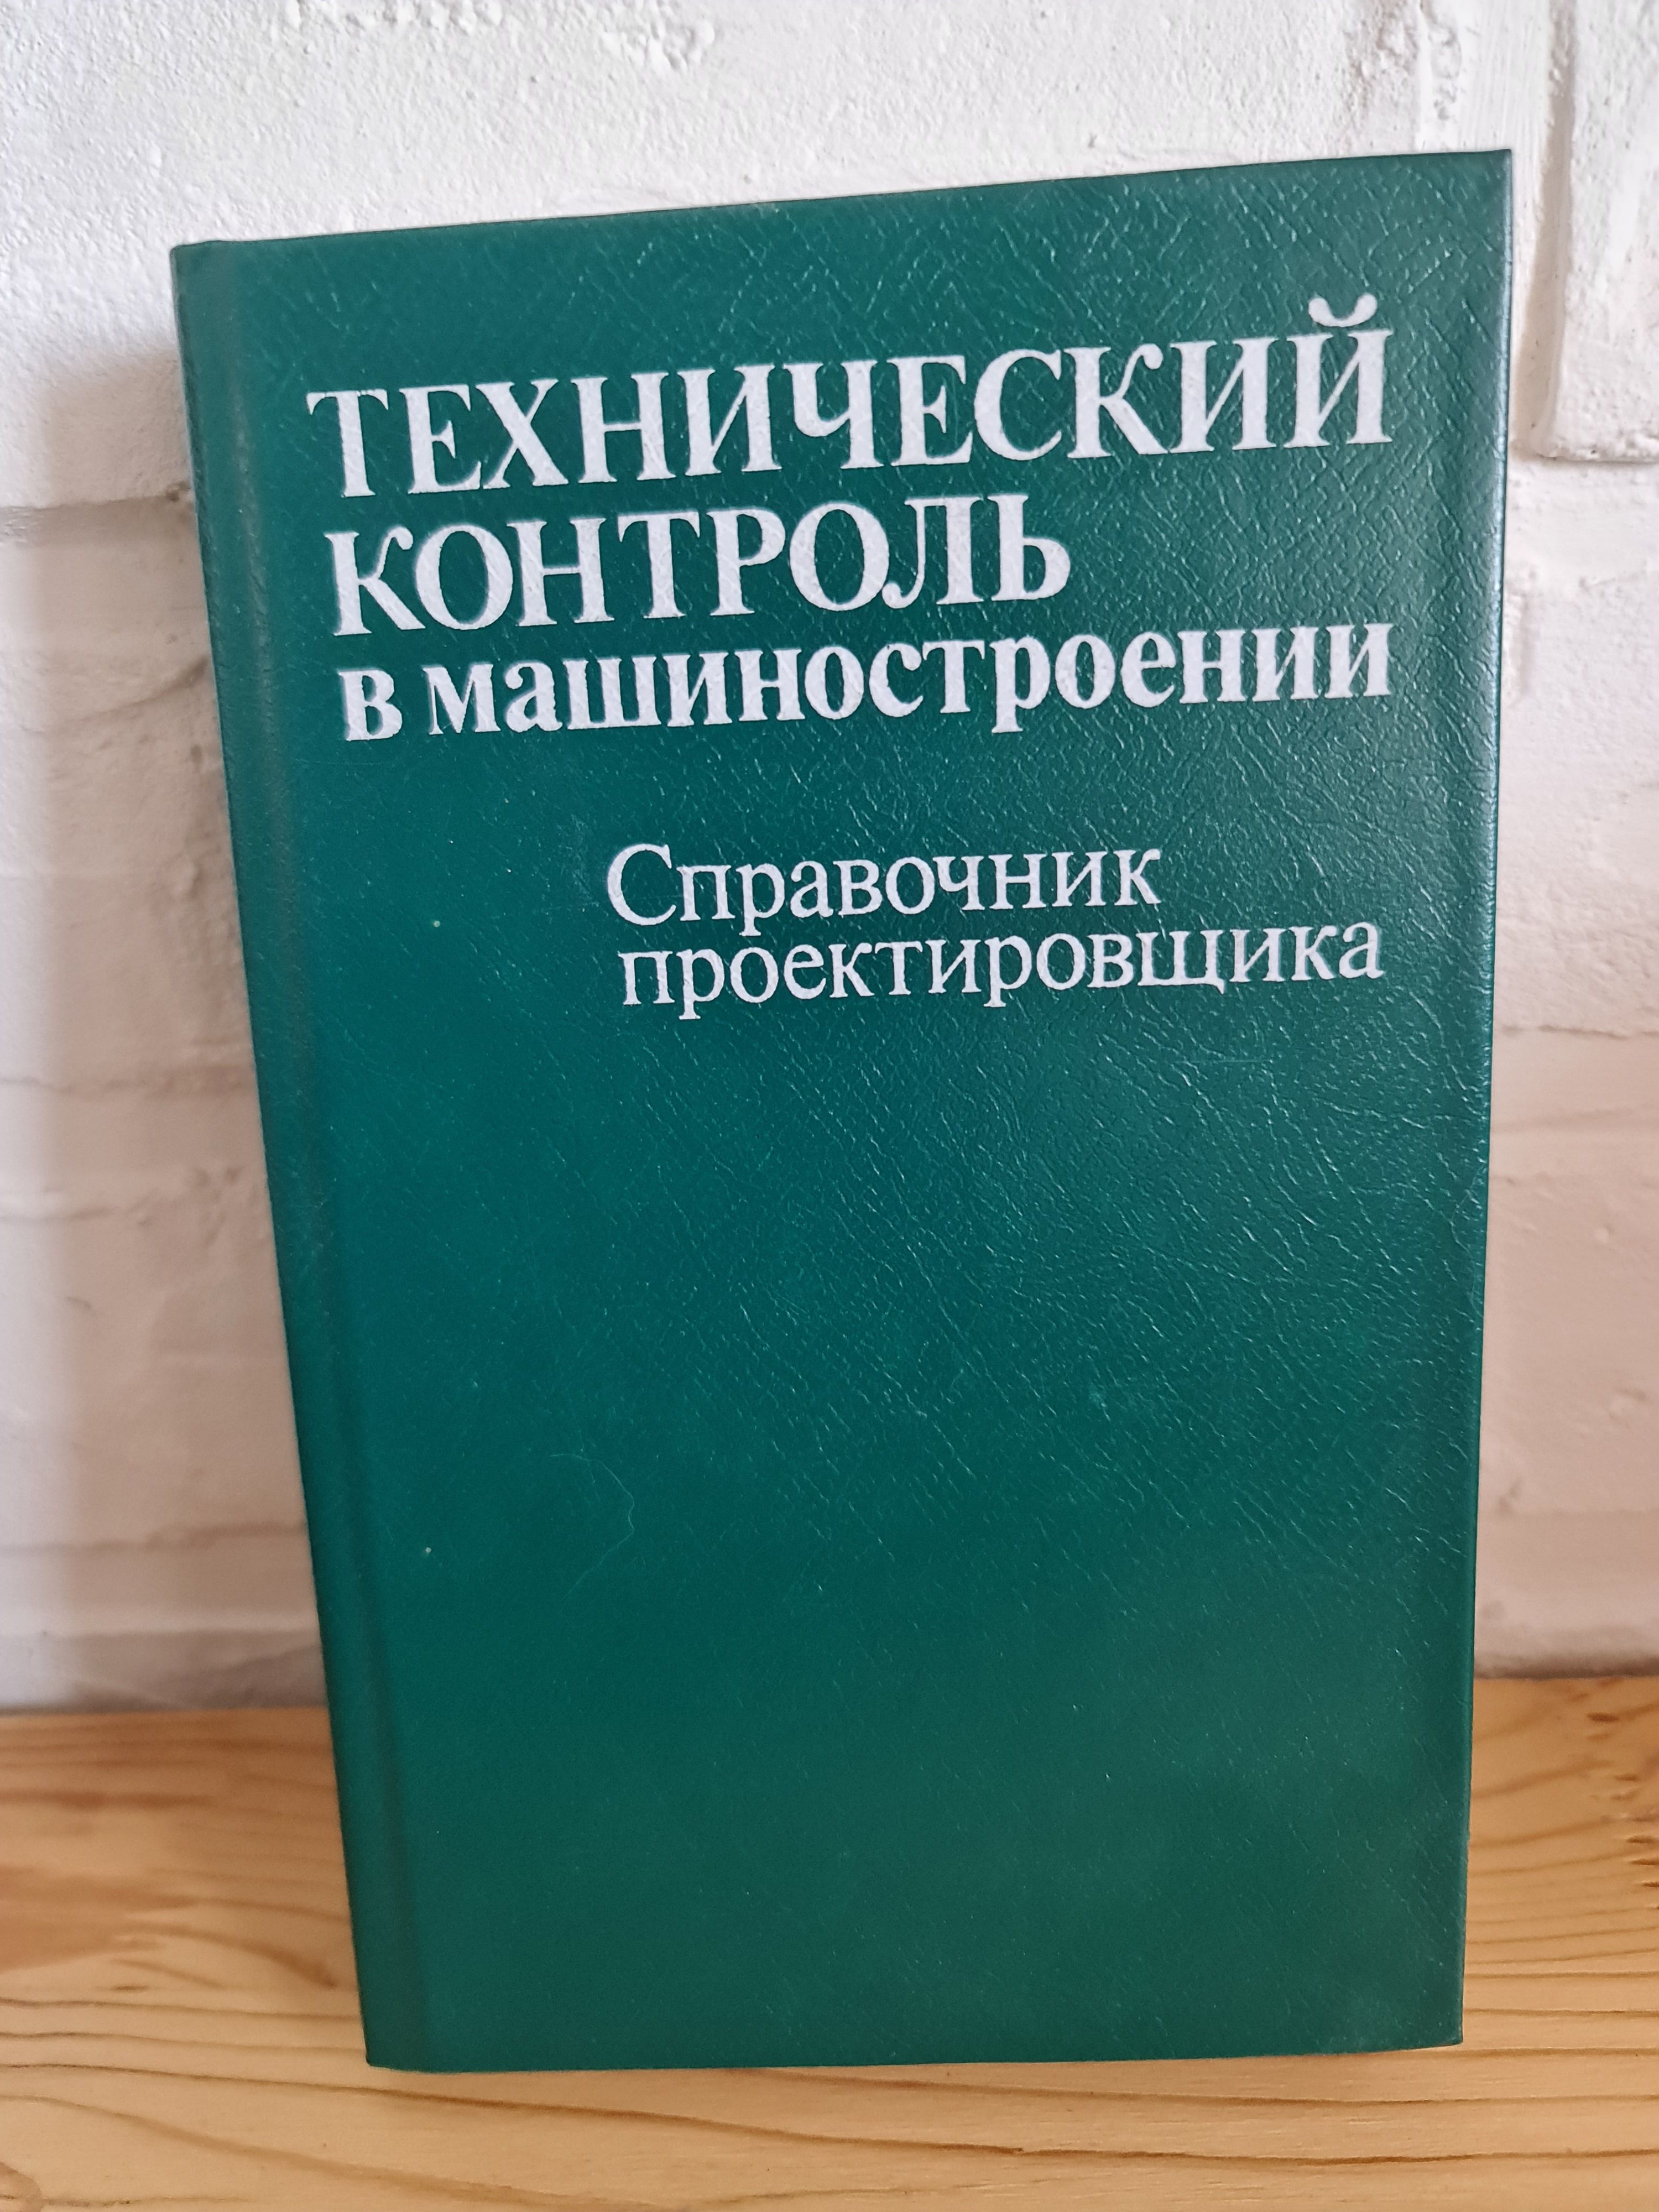 ТЕХНИЧЕСКИЙ
КОНТРОЛЬ
в машиностроении
Справочник
проектировщика